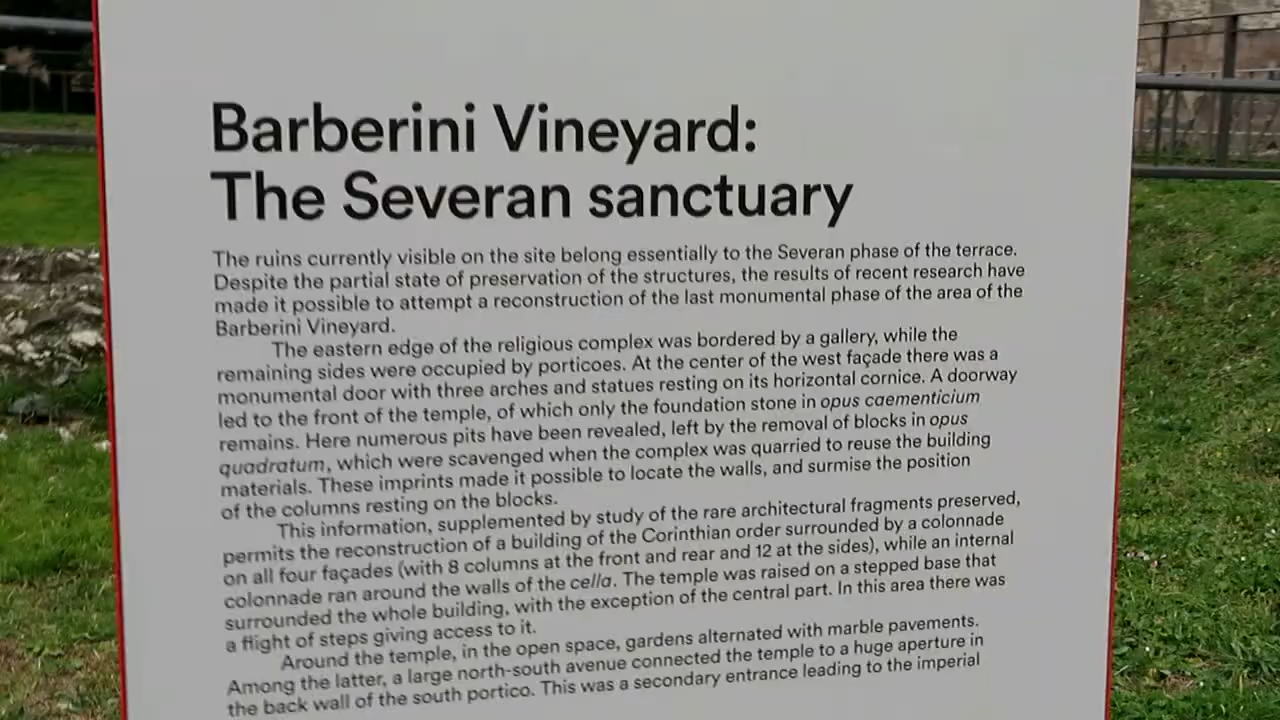 Barberini Vineyard:
The Severan sanctuary
The ruins currently visible on the site belong essentially to the Severan phase of the terrace.
Despite the partial state of preservation of the structures, the results of recent research have
made it possible to attempt a reconstruction of the last monumental phase of the area of the
Barberini Vineyard.
The eastern edge of the religious complex was bordered by a gallery, while the
remaining sides were occupied by porticoes. At the center of the west façade there was a
monumental door with three arches and statues resting on its horizontal cornice. A doorway
led to the front of the temple, of which only the foundation stone in opus caementicium
remains. Here numerous pits have been revealed, left by the removal of blocks in opus
quadratum, which were scavenged when the complex was quarried to reuse the building
materials. These imprints made it possible to locate the walls, and surmise the position
of the columns resting on the blocks.
This information, supplemented by study of the rare architectural fragments preserved,
permits the reconstruction of a building of the Corinthian order surrounded by a colonnade
on all four façades (with 8 columns at the front and rear and 12 at the sides), while an internal
colonnade ran around the walls of the cella. The temple was raised on a stepped base that
surrounded the whole building, with the exception of the central part. In this area there was
a flight of steps giving access to it.
Around the temple, in the open space, gardens alternated with marble pavements.
Among the latter, a large north-south avenue connected the temple to a huge aperture in
the back wall of the south portico. This was a secondary entrance leading to the imperial